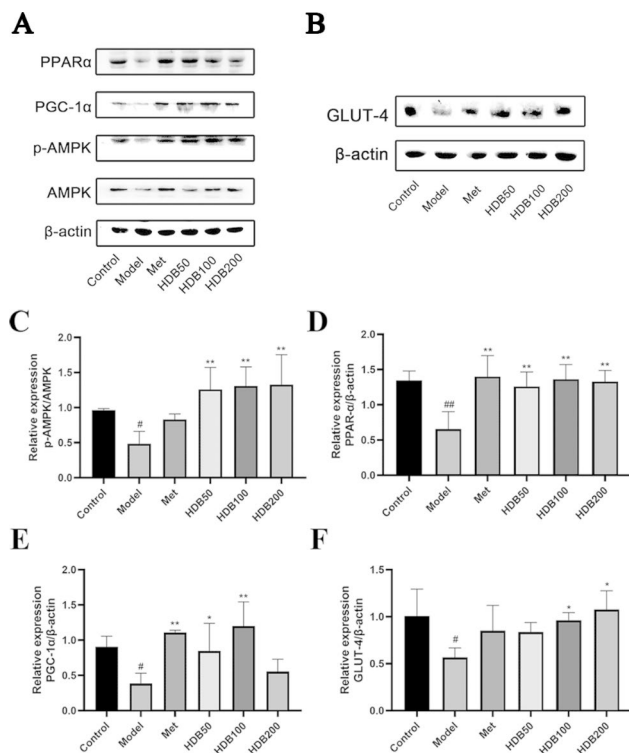 A
PPARα
PGC-1α
p-AMPK
AMPK
β-actin
Control
Model
Met
HDB50
HDB100
HDB200
B
GLUT-4
β-actin
Control
Model
Met
HDB50
HDB100
HDB200
C
Relative expression
p-AMPK/AMPK
2.0
1.5
1.0
0.5
0.0
#
**
**
**
Control
Model
Met
HDB50
HDB100
HDB200
D
Relative expression
PPAR-α/β-actin
2.0
1.5
1.0
0.5
0.0
##
**
**
**
**
Control
Model
Met
HDB50
HDB100
HDB200
E
Relative expression
PGC-1α/β-actin
2.0
1.5
1.0
0.5
0.0
#
**
*
**
Control
Model
Met
HDB50
HDB100
HDB200
F
Relative expression
GLUT-4/β-actin
1.5
1.0
0.5
0.0
#
*
*
Control
Model
Met
HDB50
HDB100
HDB200